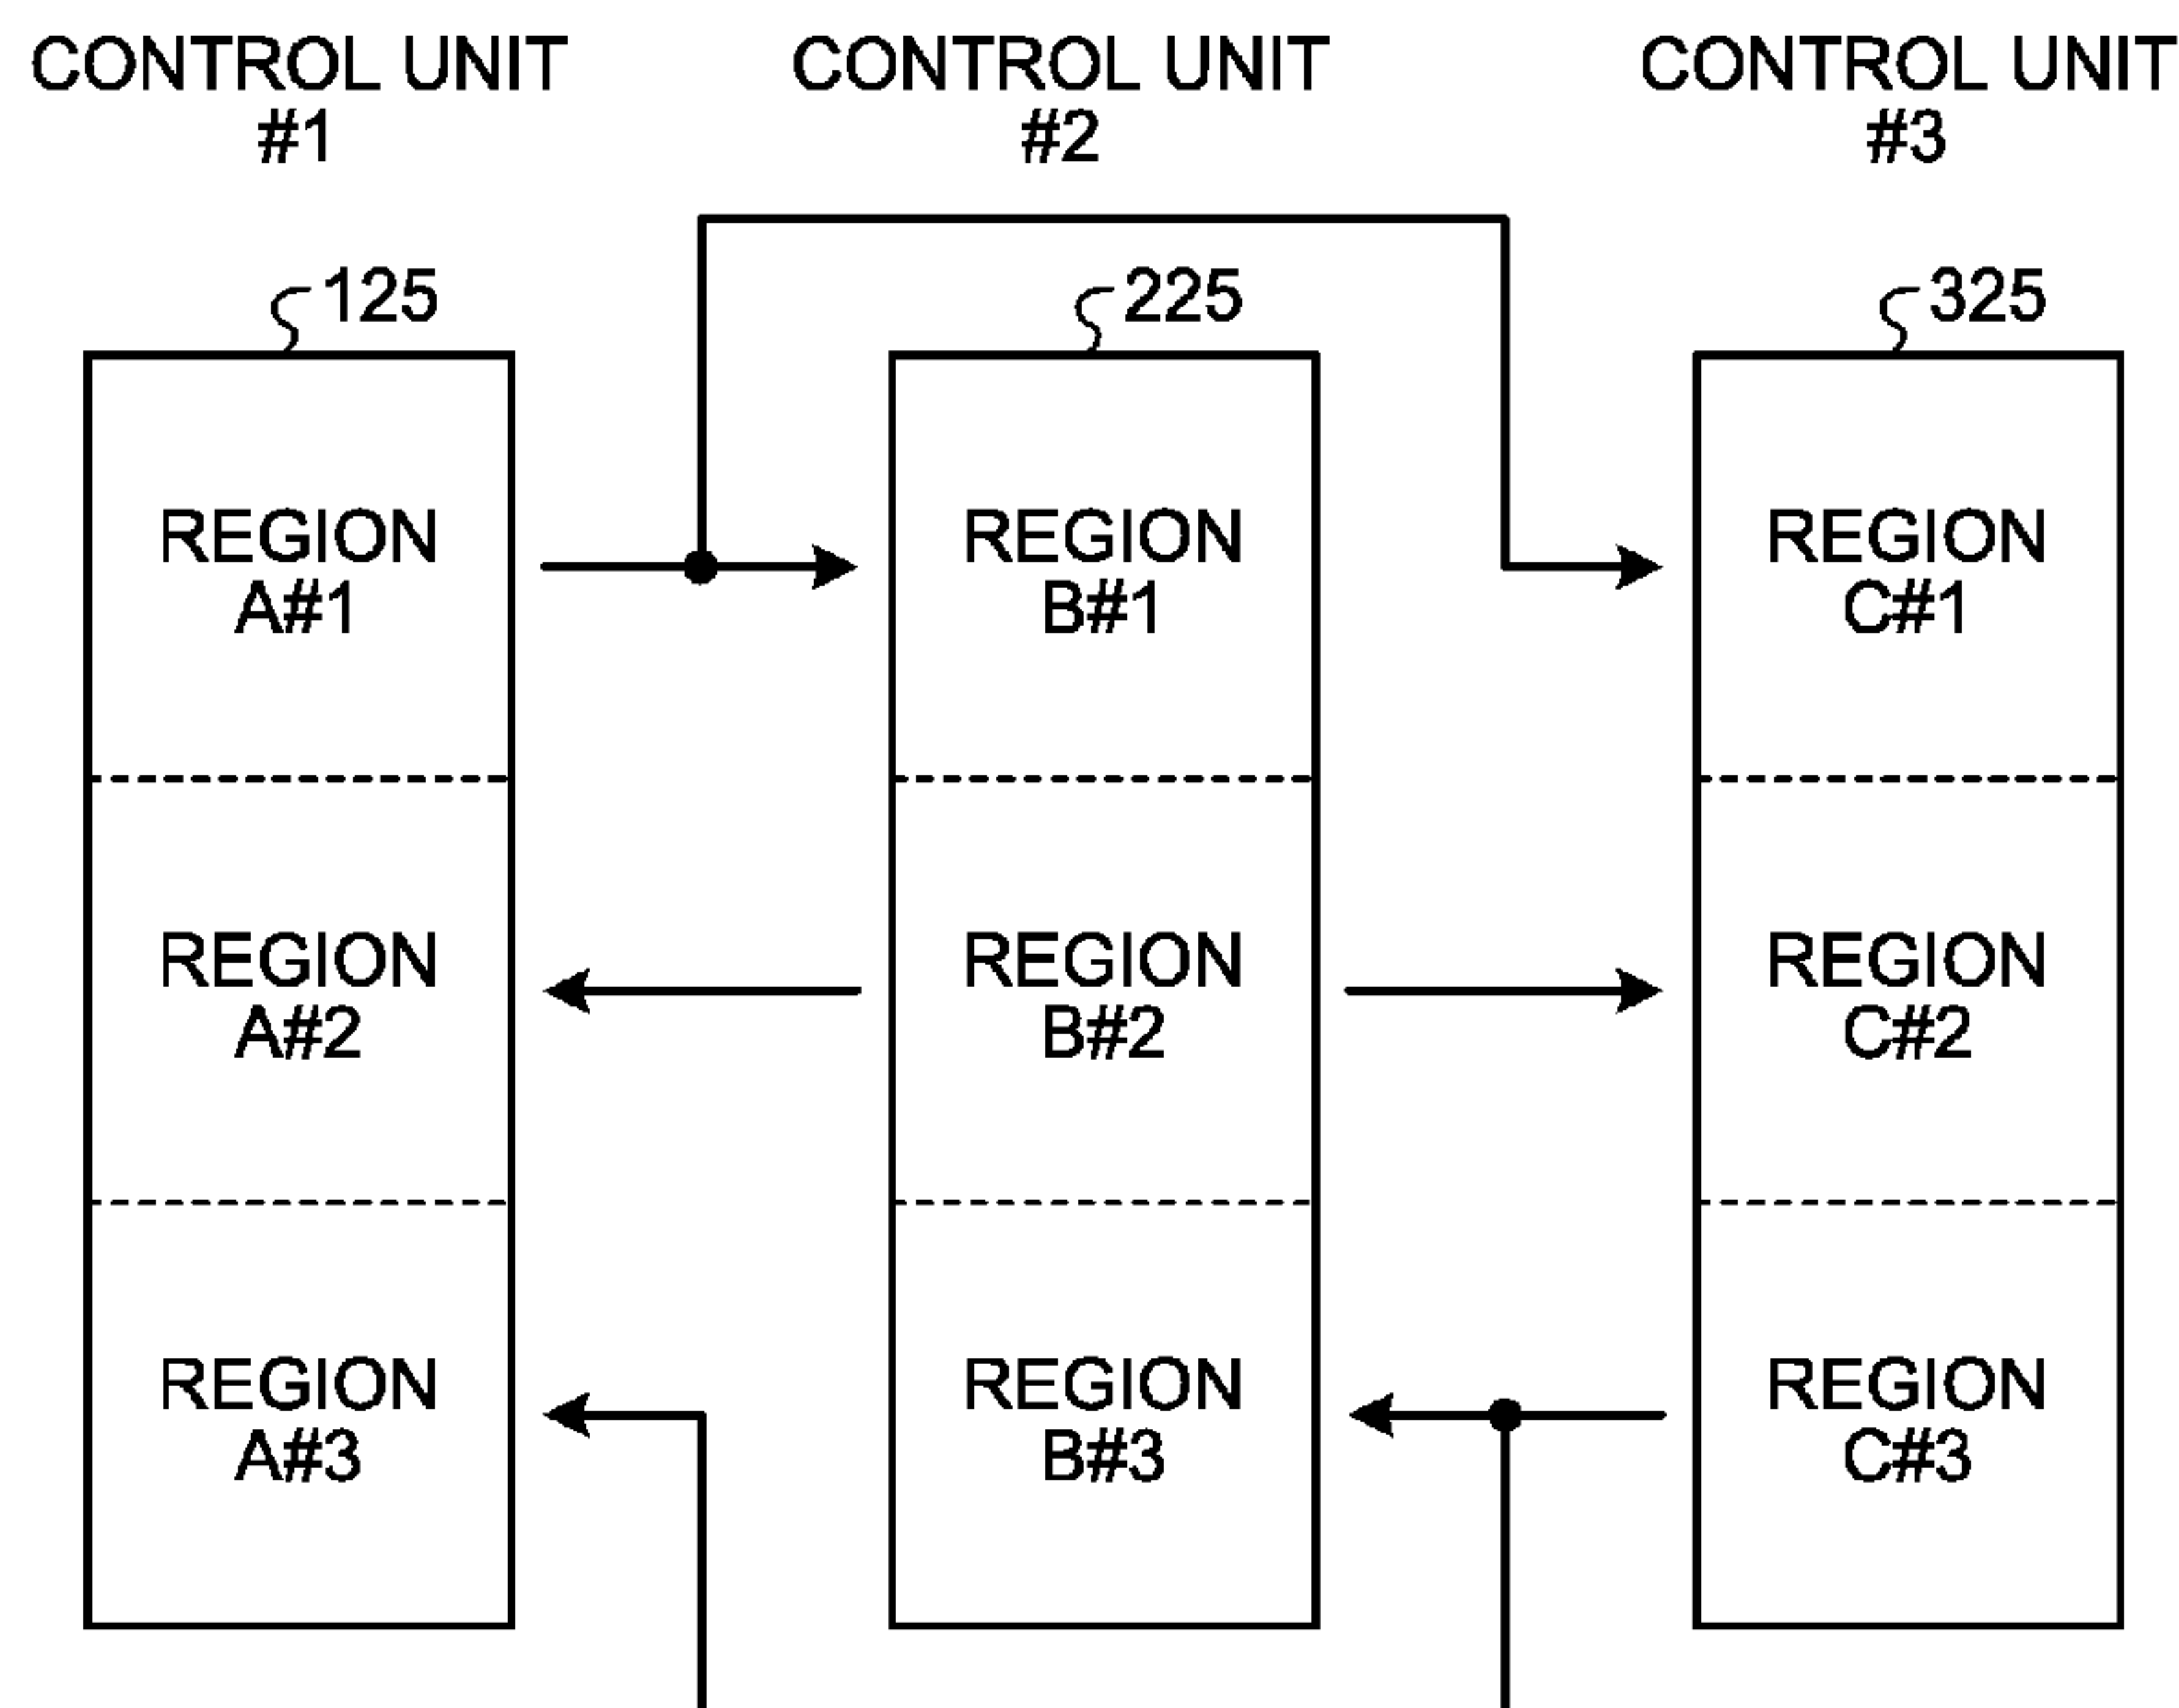 CONTROL UNIT
#1
CONTROL UNIT
#2
CONTROL UNIT
#3
125
225
325
REGION
A#1
REGION
B#1
REGION
C#1
REGION
A#2
REGION
B#2
REGION
C#2
REGION
A#3
REGION
B#3
REGION
C#3